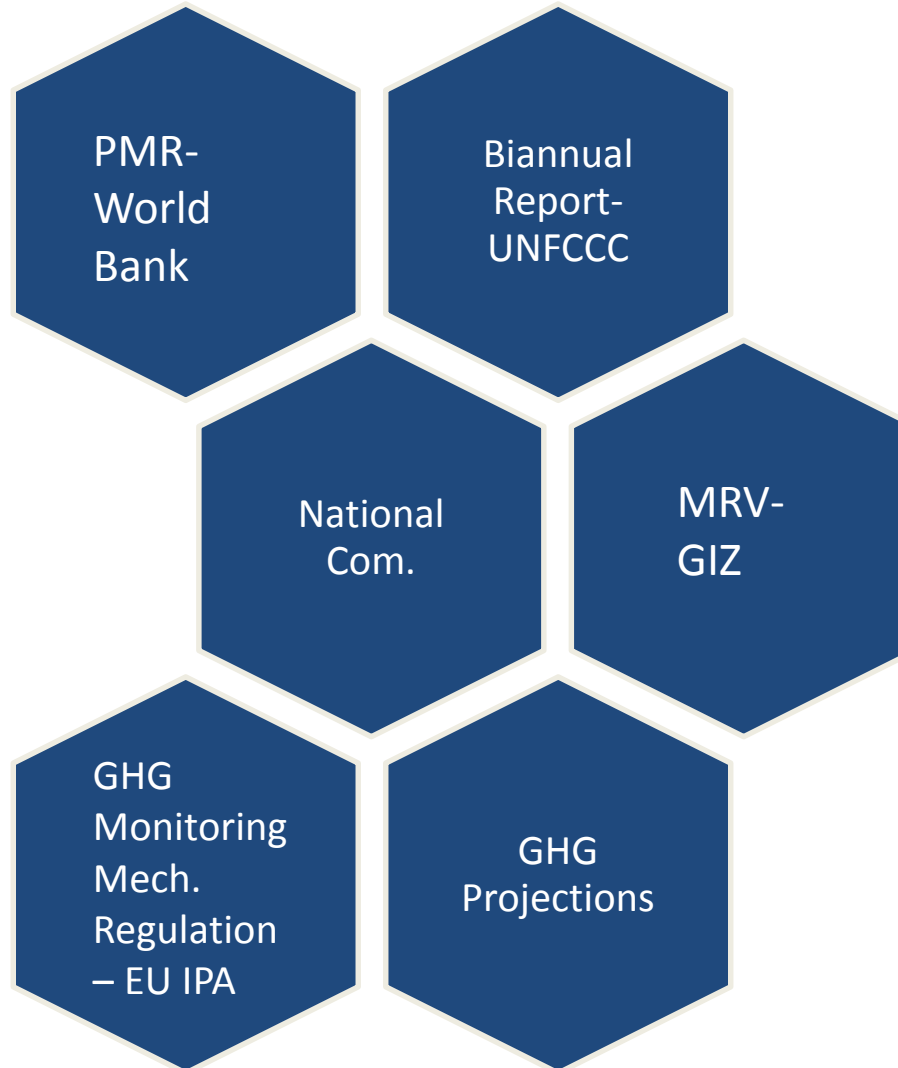 PMR-
World
Bank
Biannual
Report-
UNFCCC
National
Com.
MRV-
GIZ
GHG
Monitoring
Mech.
Regulation
– EU IPA
GHG
Projections